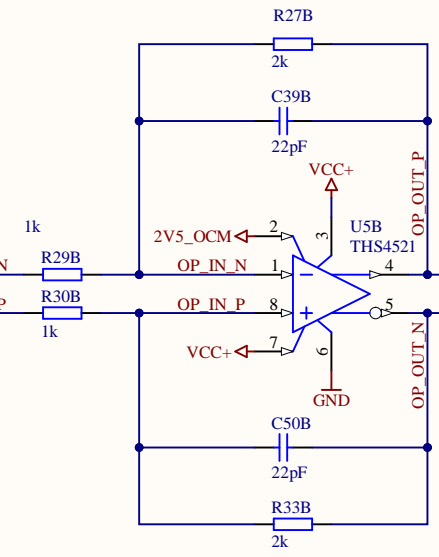 R27B
2k
C39B
22pF
VCC+
OP_OUT_P
1k
2V5_OCM
2
3
U5B
THS4521
N
R29B
OP_IN_N
1
4
P
R30B
1k
OP_IN_P
8
5
VCC+
7
6
GND
OP_OUT_N
C50B
22pF
R33B
2k